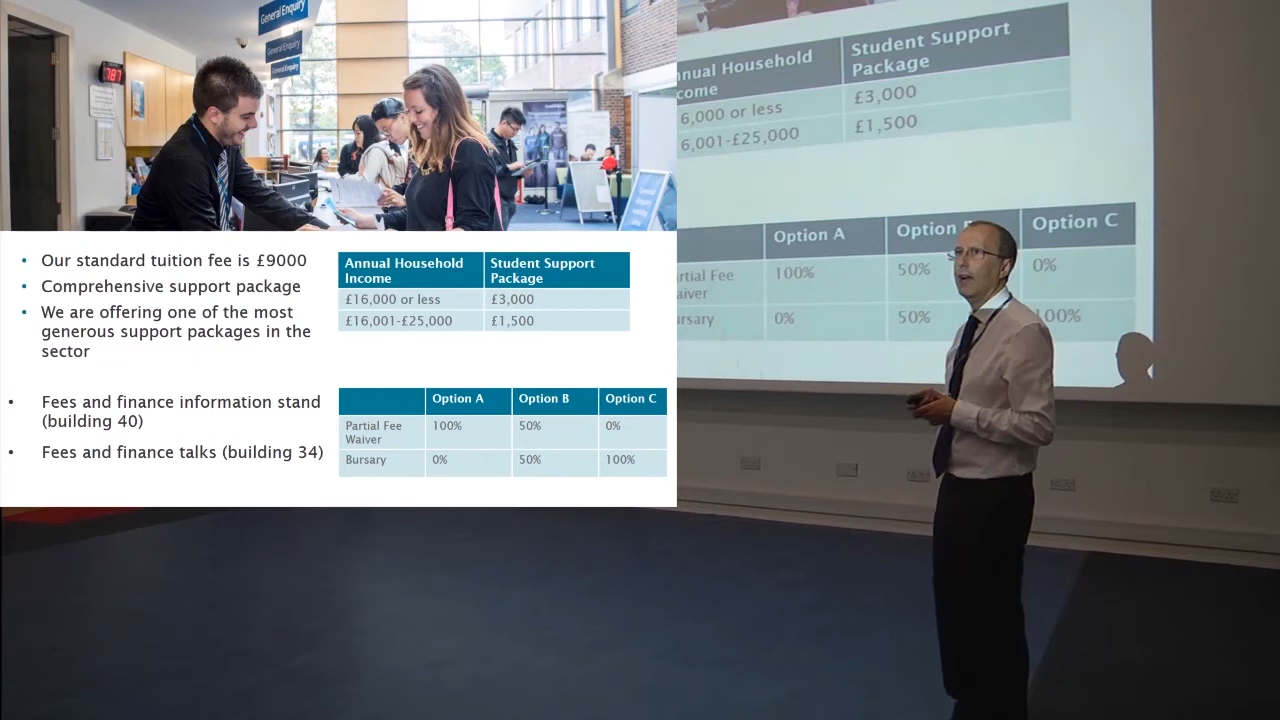 General Enquiry
General Enquiry
General Enquiry
787
• Our standard tuition fee is £9000
• Comprehensive support package
• We are offering one of the most
generous support packages in the
sector
• Fees and finance information stand
(building 40)
• Fees and finance talks (building 34)
Annual Household Student Support
Income Package
£16,000 or less £3,000
£16,001-£25,000 £1,500
Option A Option B Option C
Partial Fee 100% 50% 0%
Waiver
Bursary 0% 50% 100%
nnual Household Student Support
come Package
6,000 or less £3,000
6,001-£25,000 £1,500
Option A Option Option C
rtial Fee 100% 50% 0%
aiver
ursary 0% 50% 100%